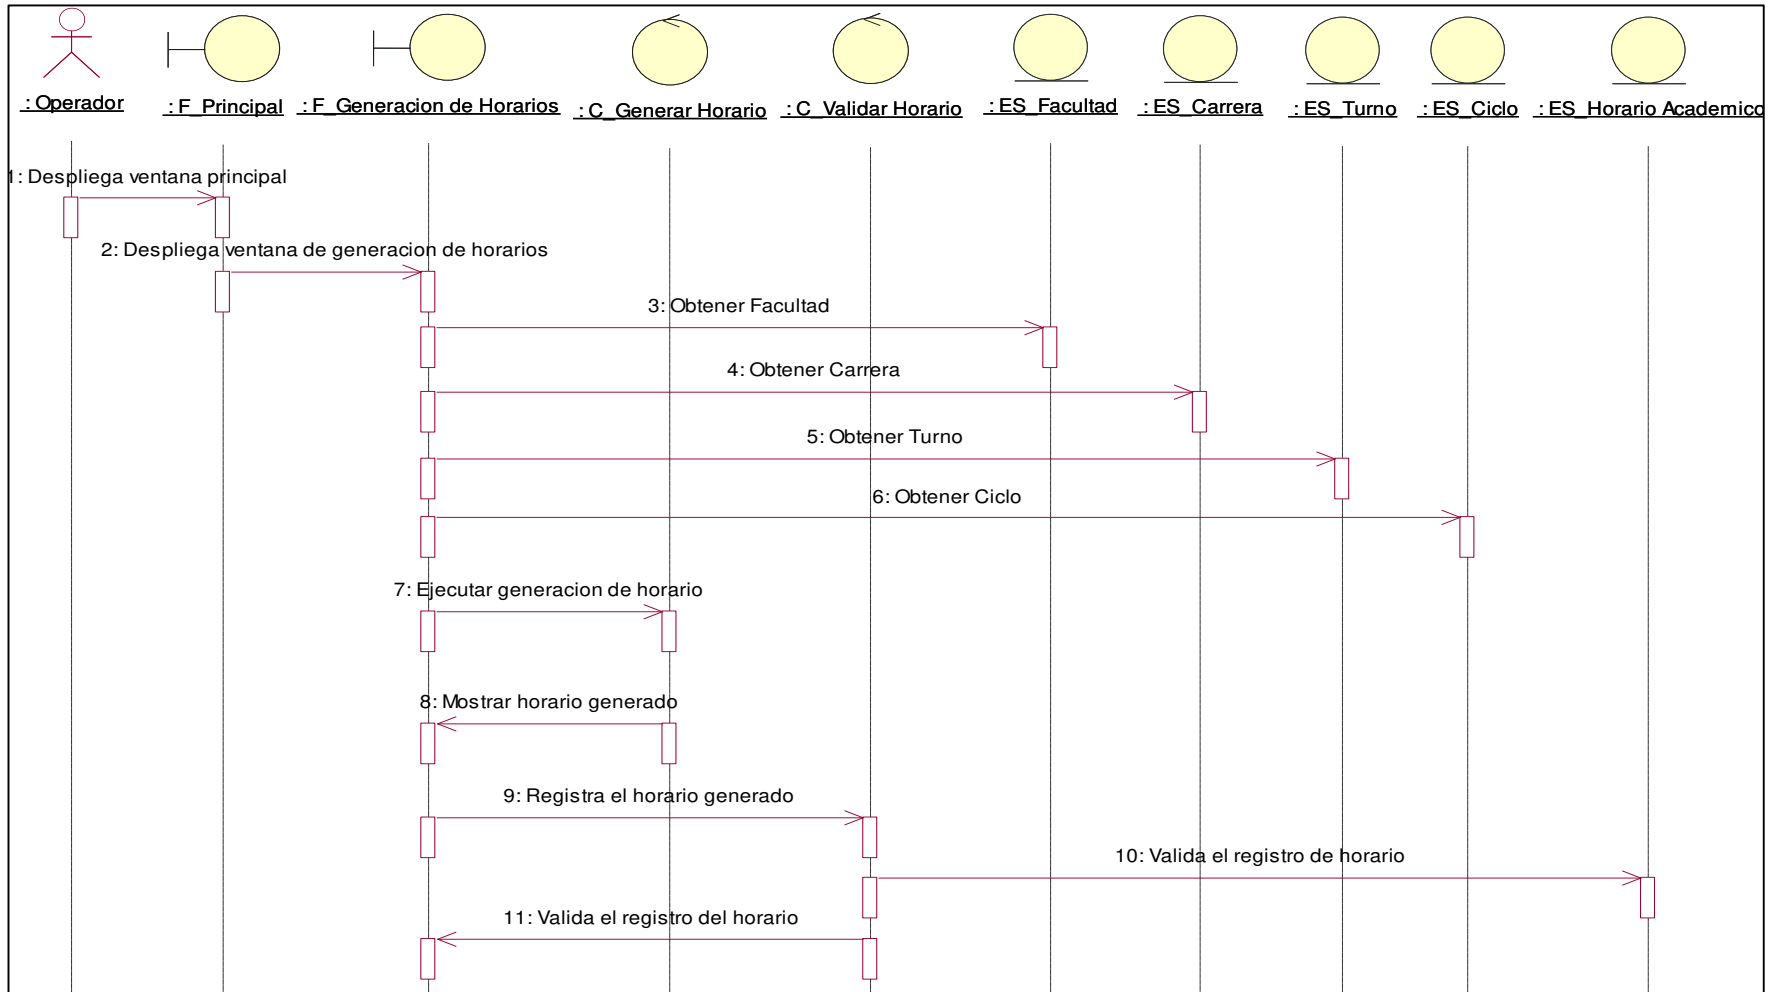 : Operador
: F_Principal
: F_Generacion de Horarios
: C_Generar Horario
: C_Validar Horario
: ES_Facultad
: ES_Carrera
: ES_Turno
: ES_Ciclo
: ES_Horario Academico
1: Despliega ventana principal
2: Despliega ventana de generacion de horarios
3: Obtener Facultad
4: Obtener Carrera
5: Obtener Turno
6: Obtener Ciclo
7: Ejecutar generacion de horario
8: Mostrar horario generado
9: Registra el horario generado
10: Valida el registro de horario
11: Valida el registro del horario